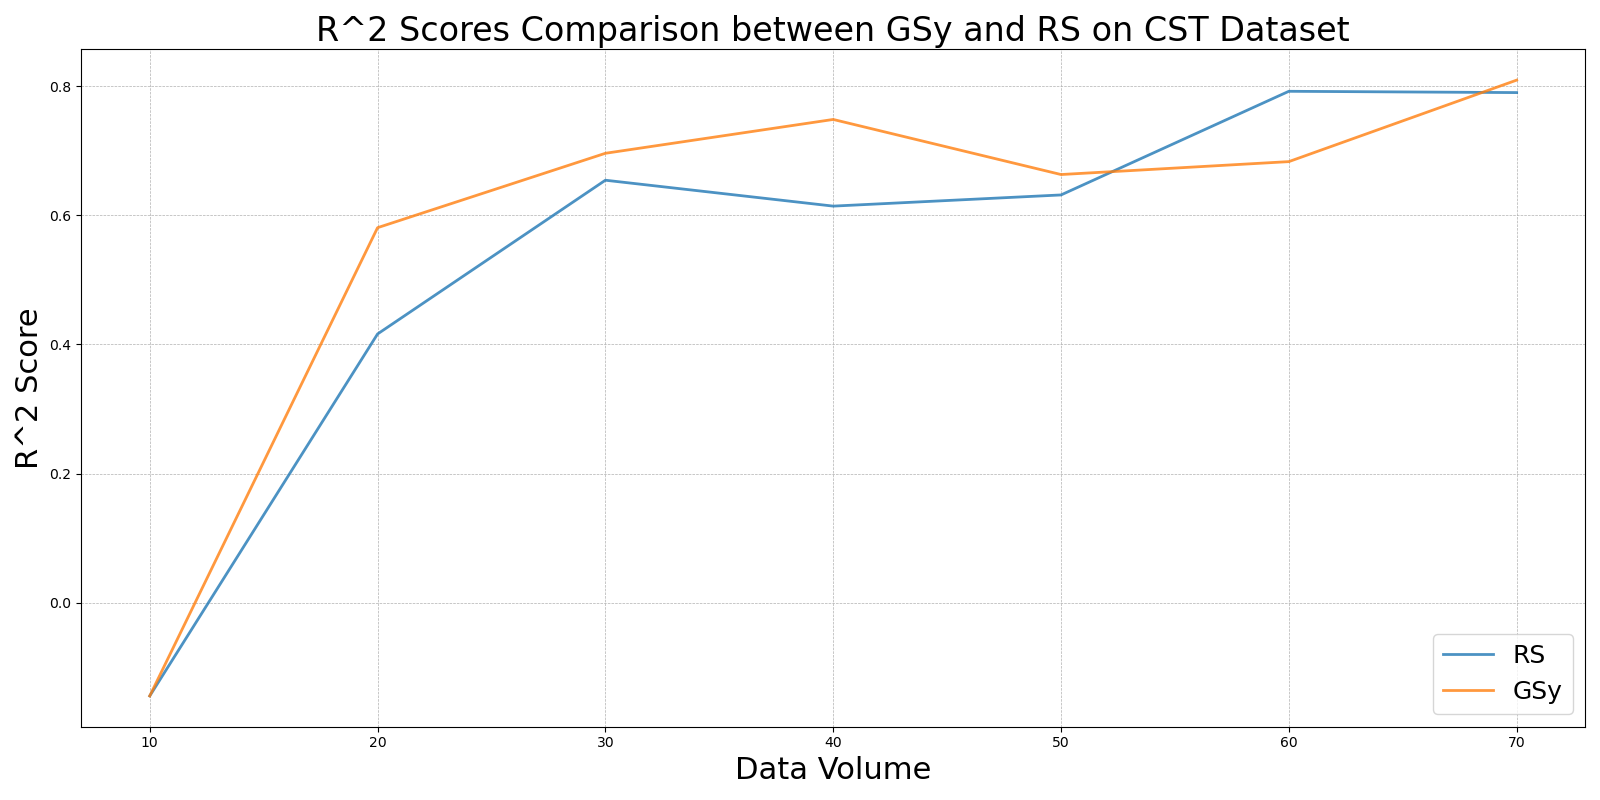 R^2 Scores Comparison between GSy and RS on CST Dataset
R^2 Score
0.8
0.6
0.4
0.2
0.0
10 20 30 40 50 60 70
Data Volume
RS
GSy